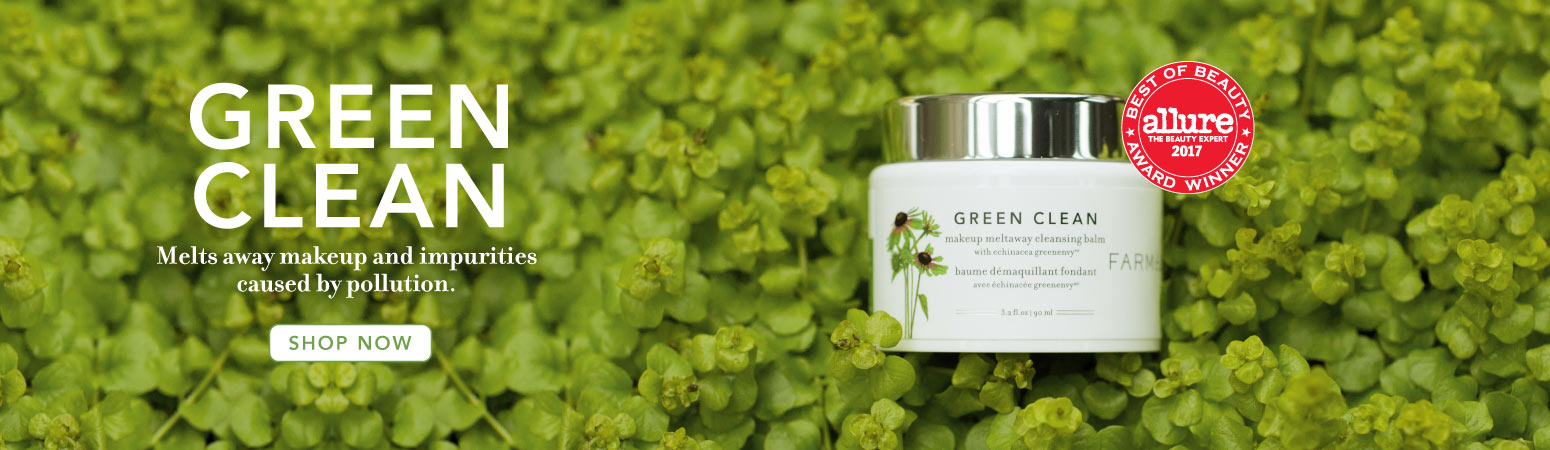 GREEN
CLEAN
Melts away makeup and impurities
caused by pollution.
SHOP NOW
BEST OF BEAUTY
allure
THE BEAUTY EXPERT
2017
AWARD WINNER
GREEN CLEAN
makeup meltaway cleansing balm
with echinacea greenenvy™
baume démaquillant fondant
avec échinacée greenenvy
3.2 fl.oz | 90 ml